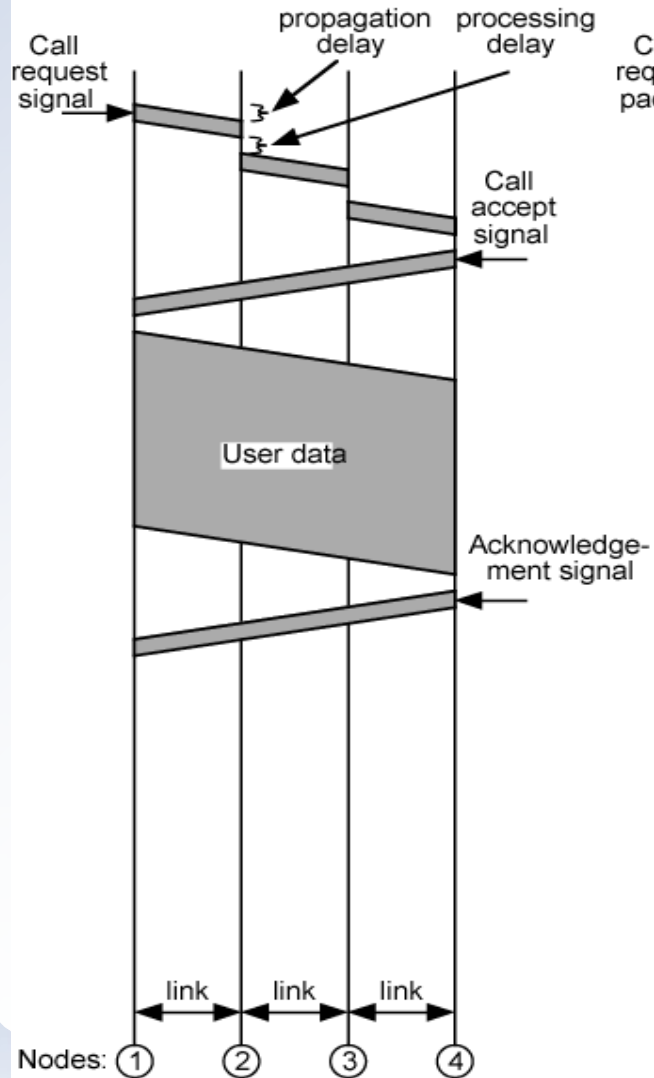 Call
request
signal
propagation
delay
processing
delay
Call
accept
signal
User data
Acknowledge-
ment signal
link
link
link
Nodes: 1 2 3 4